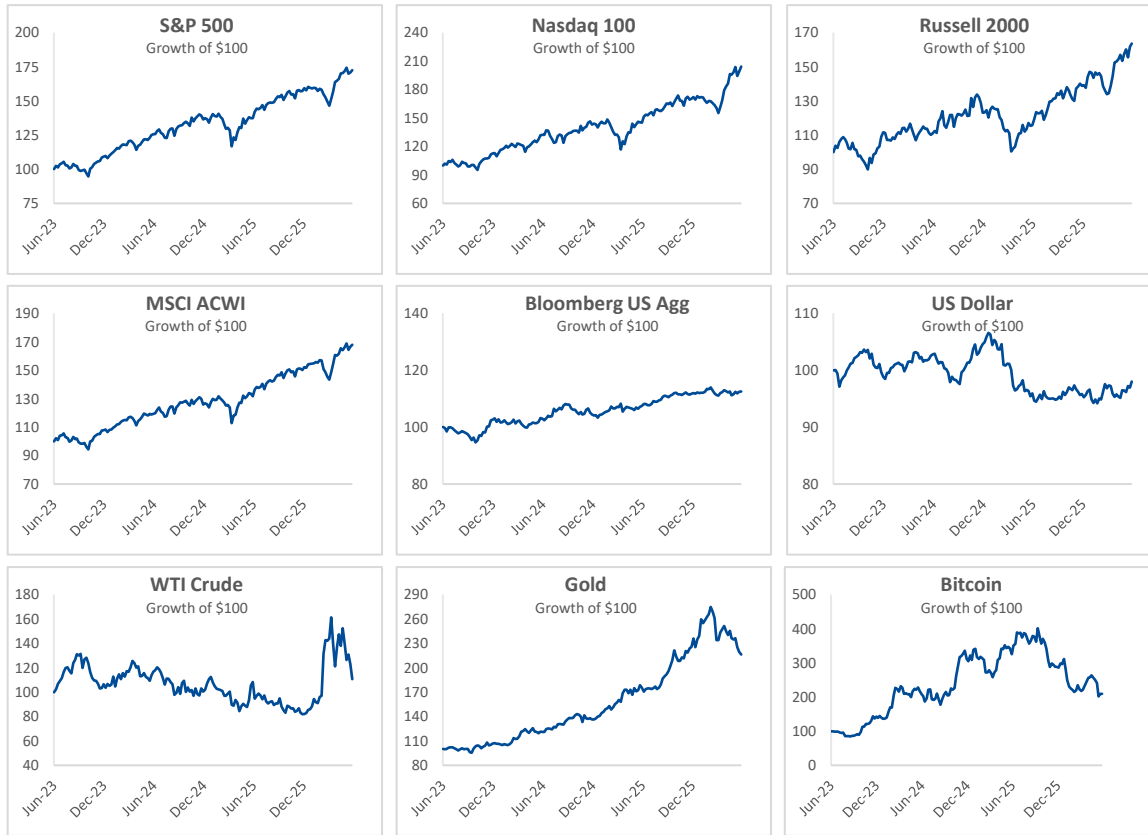 S&P 500
Growth of $100
200
175
150
125
100
75
Jun-23
Dec-23
Jun-24
Dec-24
Jun-25
Dec-25
Nasdaq 100
Growth of $100
240
210
180
150
120
90
60
Jun-23
Dec-23
Jun-24
Dec-24
Jun-25
Dec-25
Russell 2000
Growth of $100
170
150
130
110
90
70
Jun-23
Dec-23
Jun-24
Dec-24
Jun-25
Dec-25
MSCI ACWI
Growth of $100
190
170
150
130
110
90
70
Jun-23
Dec-23
Jun-24
Dec-24
Jun-25
Dec-25
Bloomberg US Agg
Growth of $100
140
120
100
80
Jun-23
Dec-23
Jun-24
Dec-24
Jun-25
Dec-25
US Dollar
Growth of $100
110
100
90
80
Jun-23
Dec-23
Jun-24
Dec-24
Jun-25
Dec-25
WTI Crude
Growth of $100
180
160
140
120
100
80
60
40
Jun-23
Dec-23
Jun-24
Dec-24
Jun-25
Dec-25
Gold
Growth of $100
290
260
230
200
170
140
110
80
Jun-23
Dec-23
Jun-24
Dec-24
Jun-25
Dec-25
Bitcoin
Growth of $100
500
400
300
200
100
0
Jun-23
Dec-23
Jun-24
Dec-24
Jun-25
Dec-25